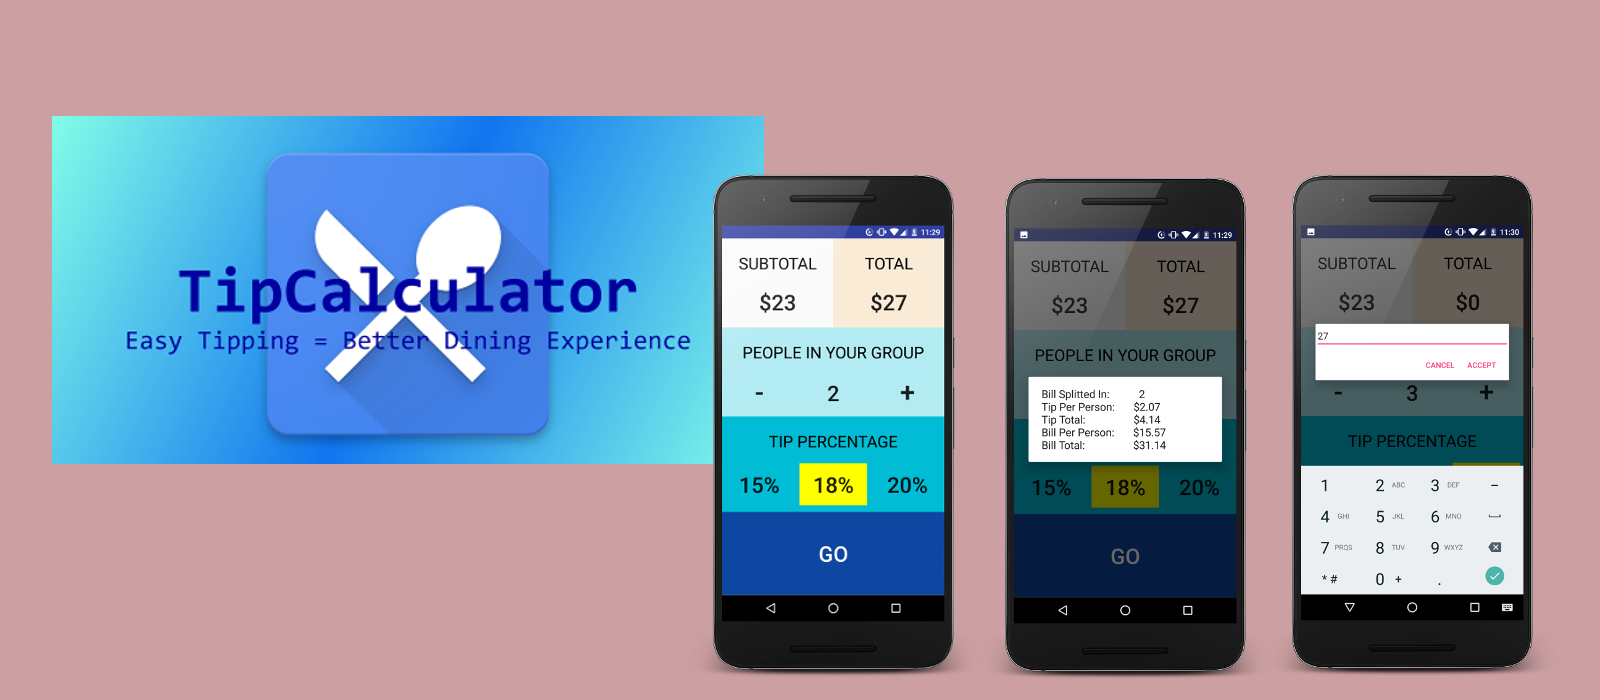 TipCalculator
Easy Tipping = Better Dining Experience
11:29
SUBTOTAL TOTAL
$23 $27
PEOPLE IN YOUR GROUP
- 2 +
TIP PERCENTAGE
15% 18% 20%
GO
11:29
SUBTOTAL TOTAL
$23 $27
PEOPLE IN YOUR GROUP
Bill Splitted In: 2
Tip Per Person: $2.07
Tip Total: $4.14
Bill Per Person: $15.57
Bill Total: $31.14
15% 18% 20%
GO
11:30
SUBTOTAL TOTAL
$23 $0
27
CANCEL ACCEPT
- 3 +
TIP PERCENTAGE
1 2 ABC 3 DEF -
4 GHI 5 JKL 6 MNO
7 PRQS 8 TUV 9 WXYZ
* # 0 + .